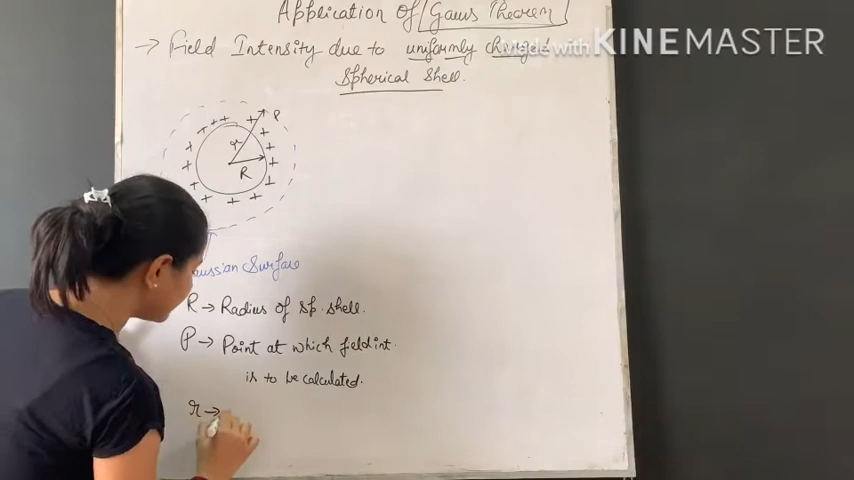 Application of Gauss Theorem
→ Field Intensity due to uniformly charged
Made with KINEMASTER
Spherical Shell.
P
r
R
Gaussian Surface
R → Radius of Sp. shell.
P → Point at which field int.
is to be calculated.
r →